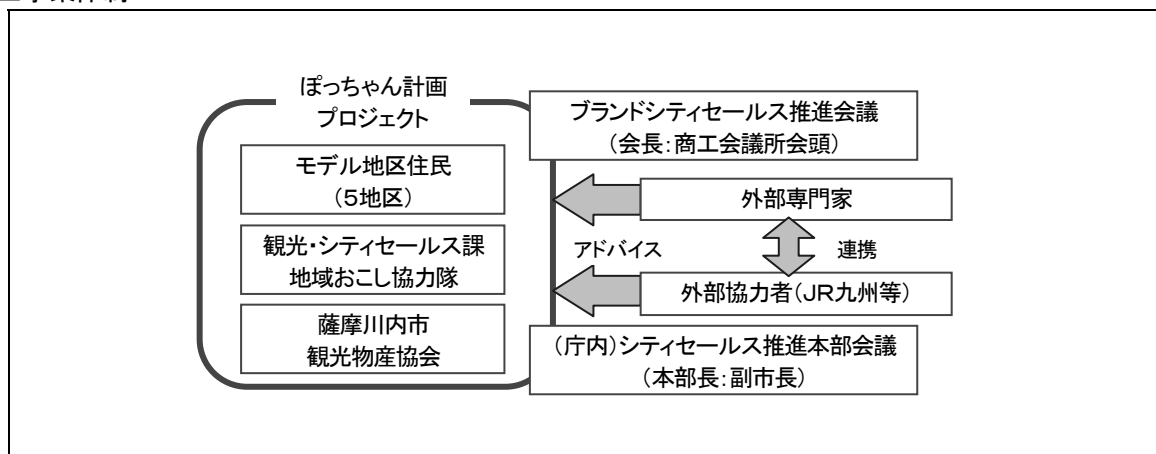 ぽっちゃん計画
プロジェクト
モデル地区住民
(5地区)
観光・シティセールス課
地域おこし協力隊
薩摩川内市
観光物産協会
ブランドシティセールス推進会議
(会長:商工会議所会頭)
外部専門家
アドバイス
連携
外部協力者(JR九州等)
(庁内)シティセールス推進本部会議
(本部長:副市長)